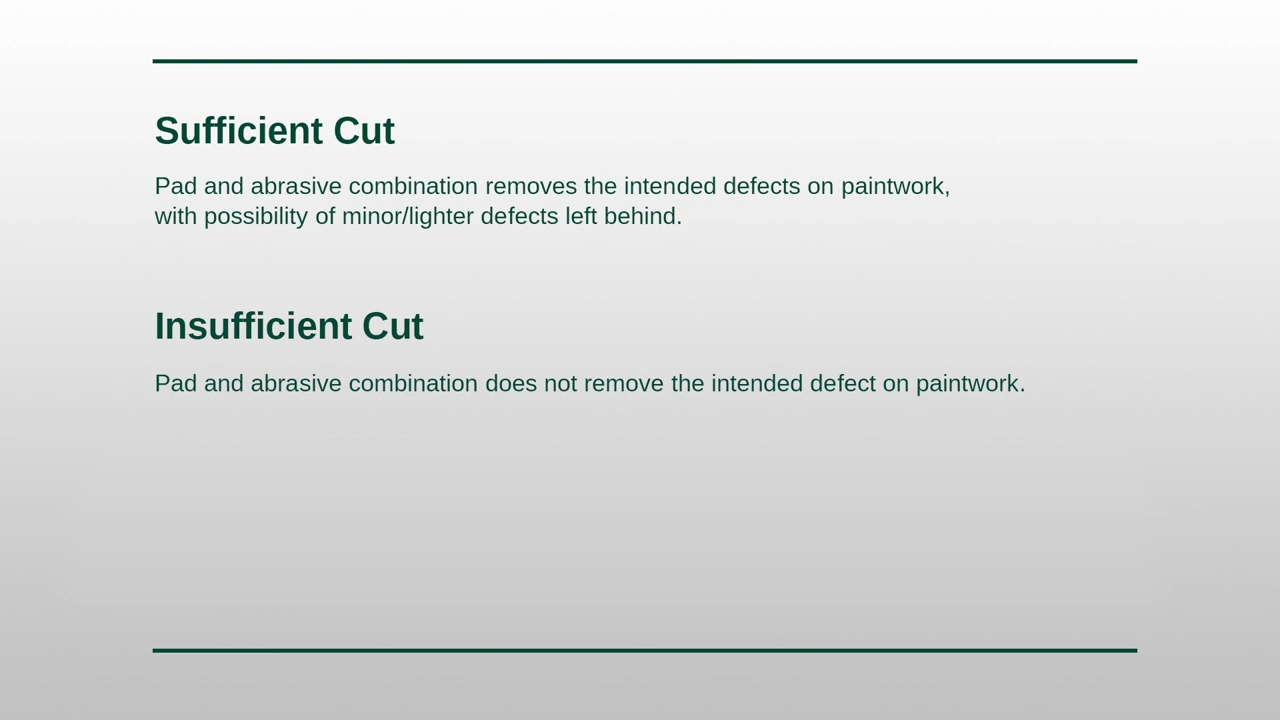 Sufficient Cut
Pad and abrasive combination removes the intended defects on paintwork,
with possibility of minor/lighter defects left behind.
Insufficient Cut
Pad and abrasive combination does not remove the intended defect on paintwork.